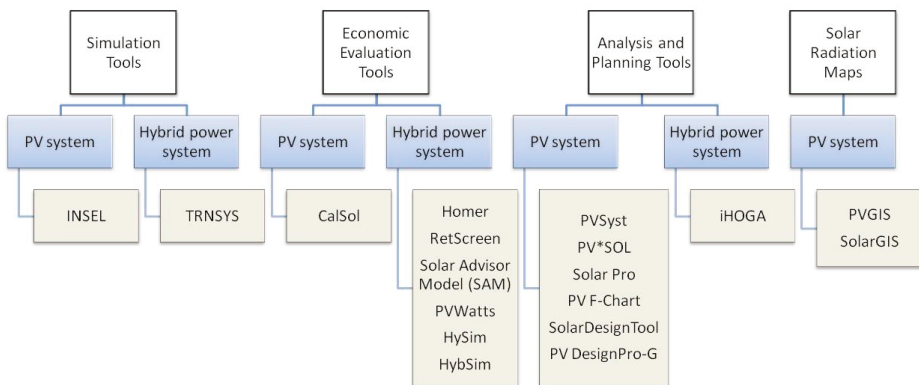 Simulation
Tools
Economic
Evaluation
Tools
Analysis and
Planning Tools
Solar
Radiation
Maps
PV system
Hybrid power
system
PV system
Hybrid power
system
PV system
Hybrid power
system
PV system
INSEL
TRNSYS
CalSol
Homer
RetScreen
Solar Advisor
Model (SAM)
PVWatts
HySim
HybSim
PVSyst
PV*SOL
Solar Pro
PV F-Chart
SolarDesignTool
PV DesignPro-G
iHOGA
PVGIS
SolarGIS